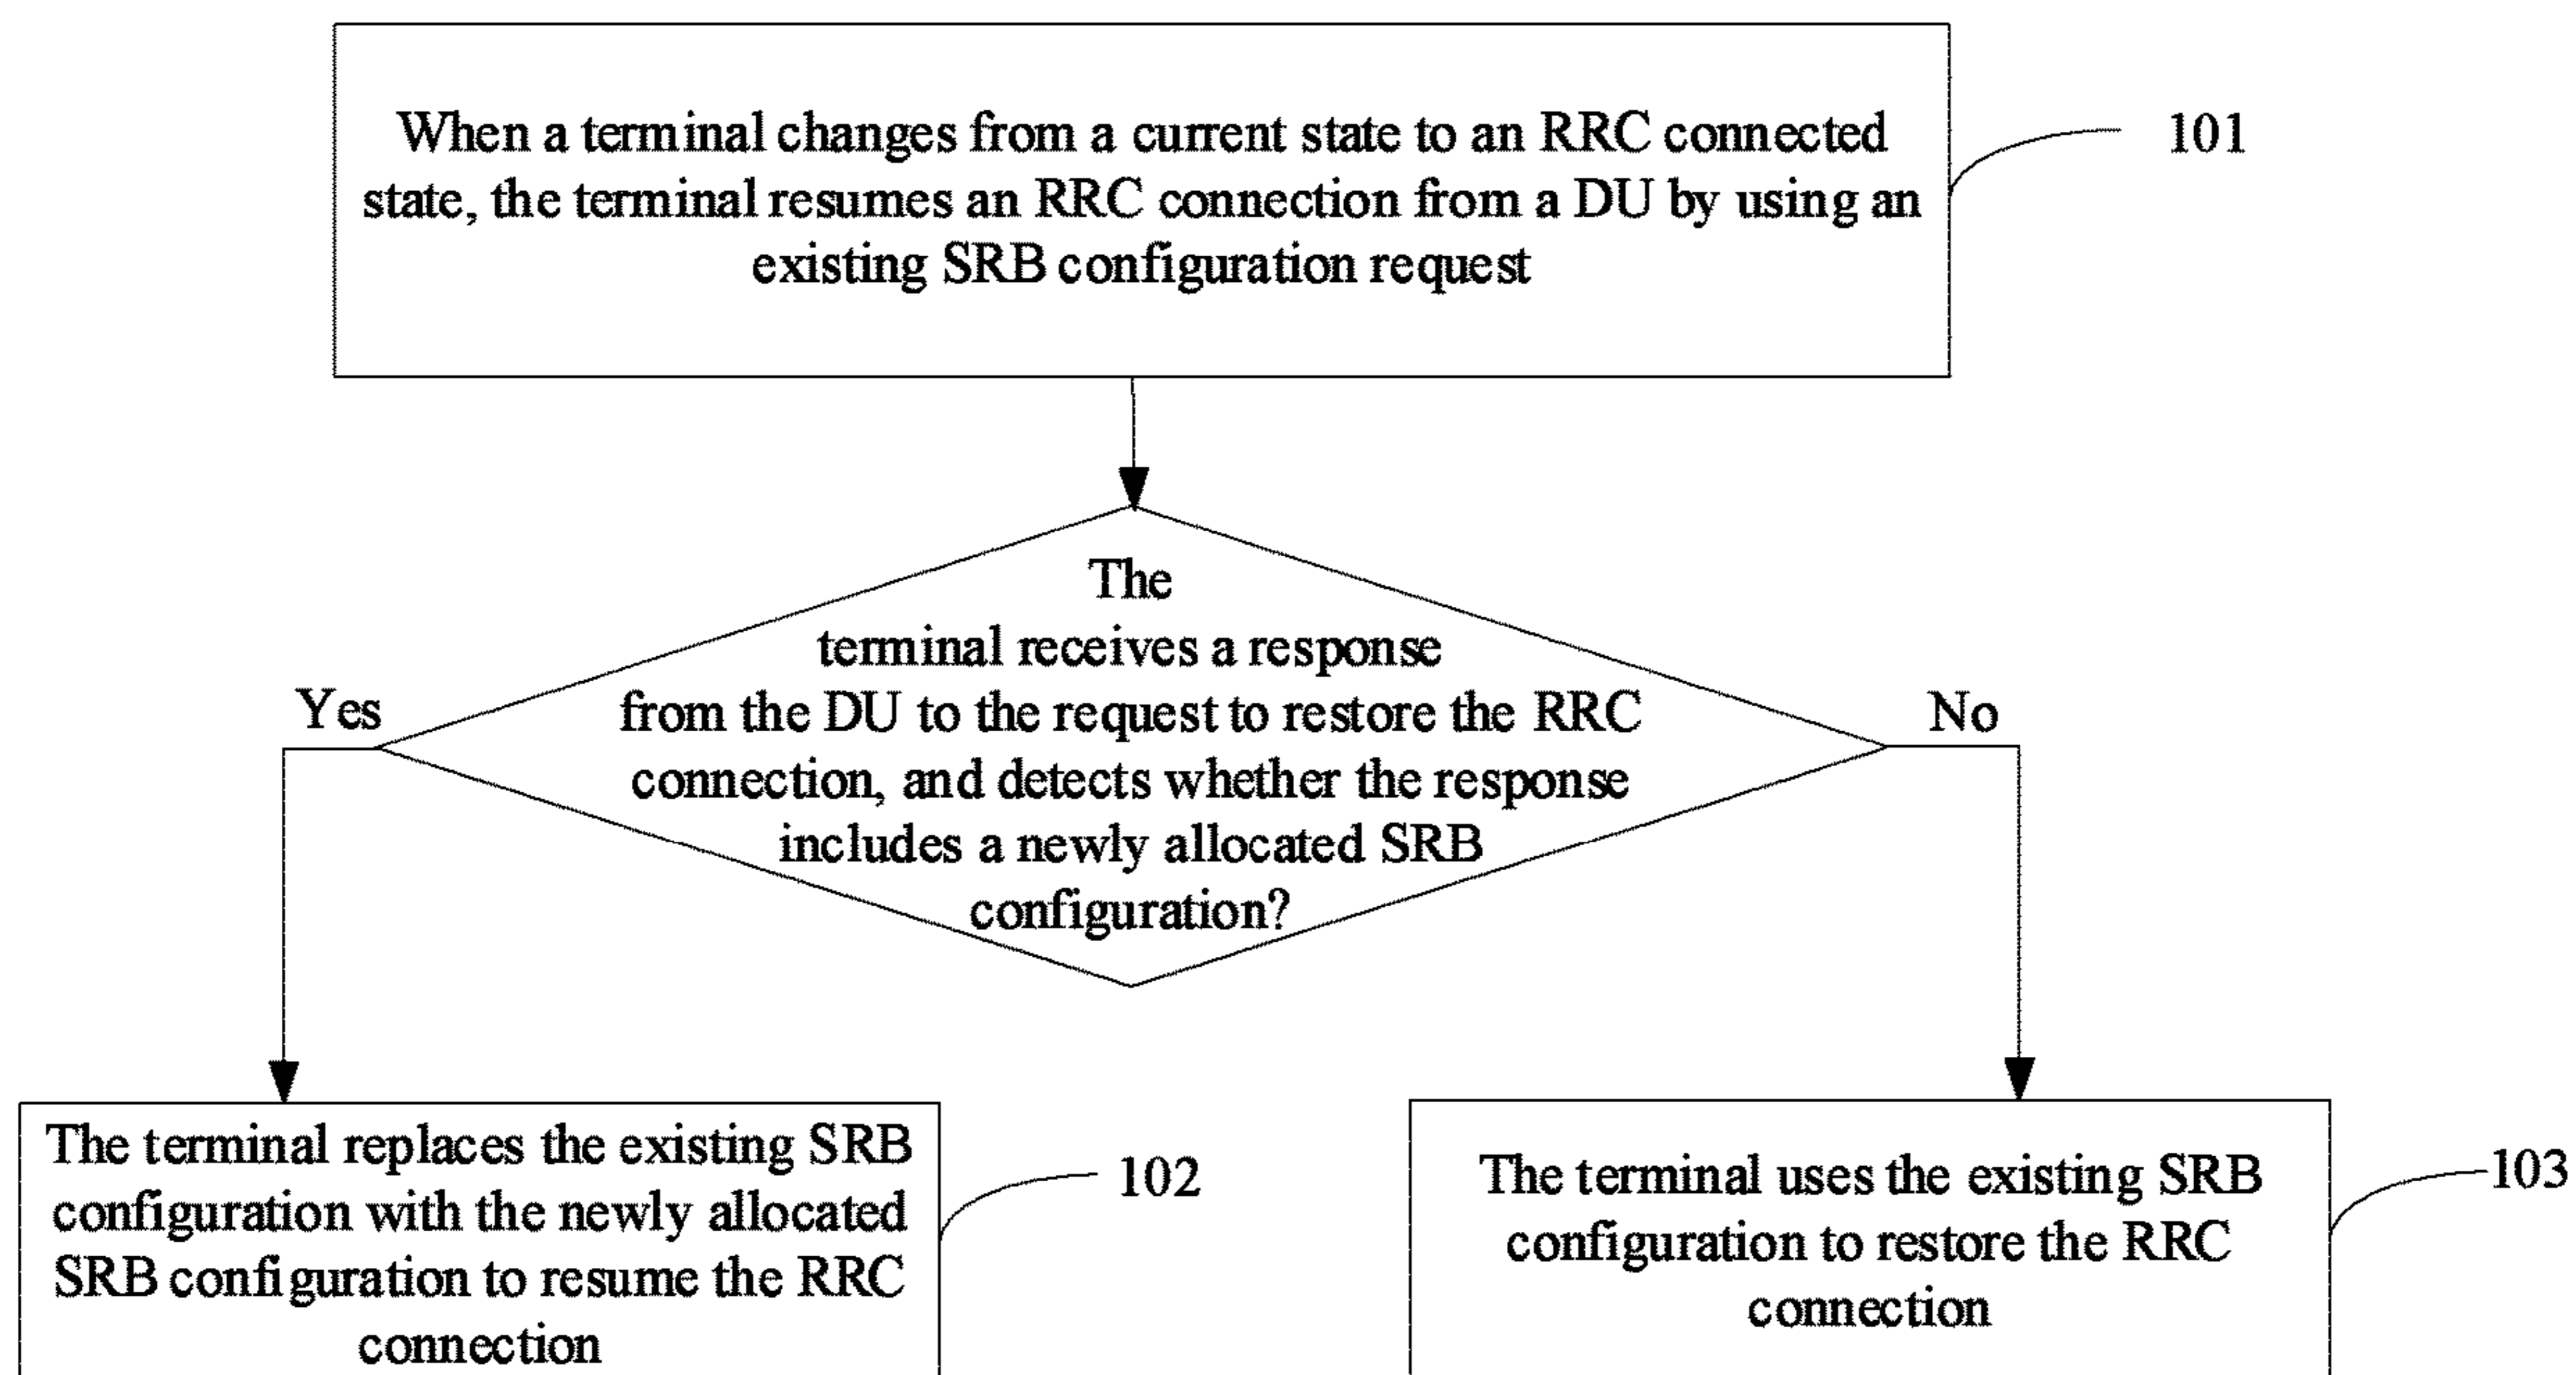 When a terminal changes from a current state to an RRC connected
state, the terminal resumes an RRC connection from a DU by using an
existing SRB configuration request
101
The
terminal receives a response
from the DU to the request to restore the RRC
connection, and detects whether the response
includes a newly allocated SRB
configuration?
Yes
No
The terminal replaces the existing SRB
configuration with the newly allocated
SRB configuration to resume the RRC
connection
102
The terminal uses the existing SRB
configuration to restore the RRC
connection
103